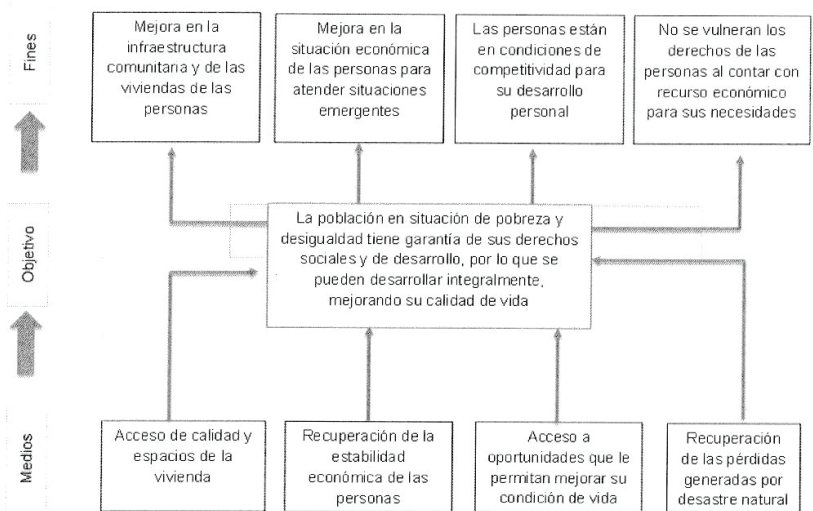 Fines
Mejora en la
infraestructura
comunitaria y de las
viviendas de las
personas
Mejora en la
situación económica
de las personas para
atender situaciones
emergentes
Las personas están
en condiciones de
competitividad para
su desarrollo
personal
No se vulneran los
derechos de las
personas al contar con
recurso económico
para sus necesidades
Objetivo
La población en situación de pobreza y
desigualdad tiene garantía de sus derechos
sociales y de desarrollo, por lo que se
pueden desarrollar integralmente,
mejorando su calidad de vida
Medios
Acceso de calidad y
espacios de la
vivienda
Recuperación de la
estabilidad
económica de las
personas
Acceso a
oportunidades que le
permitan mejorar su
condición de vida
Recuperación
de las pérdidas
generadas por
desastre natural